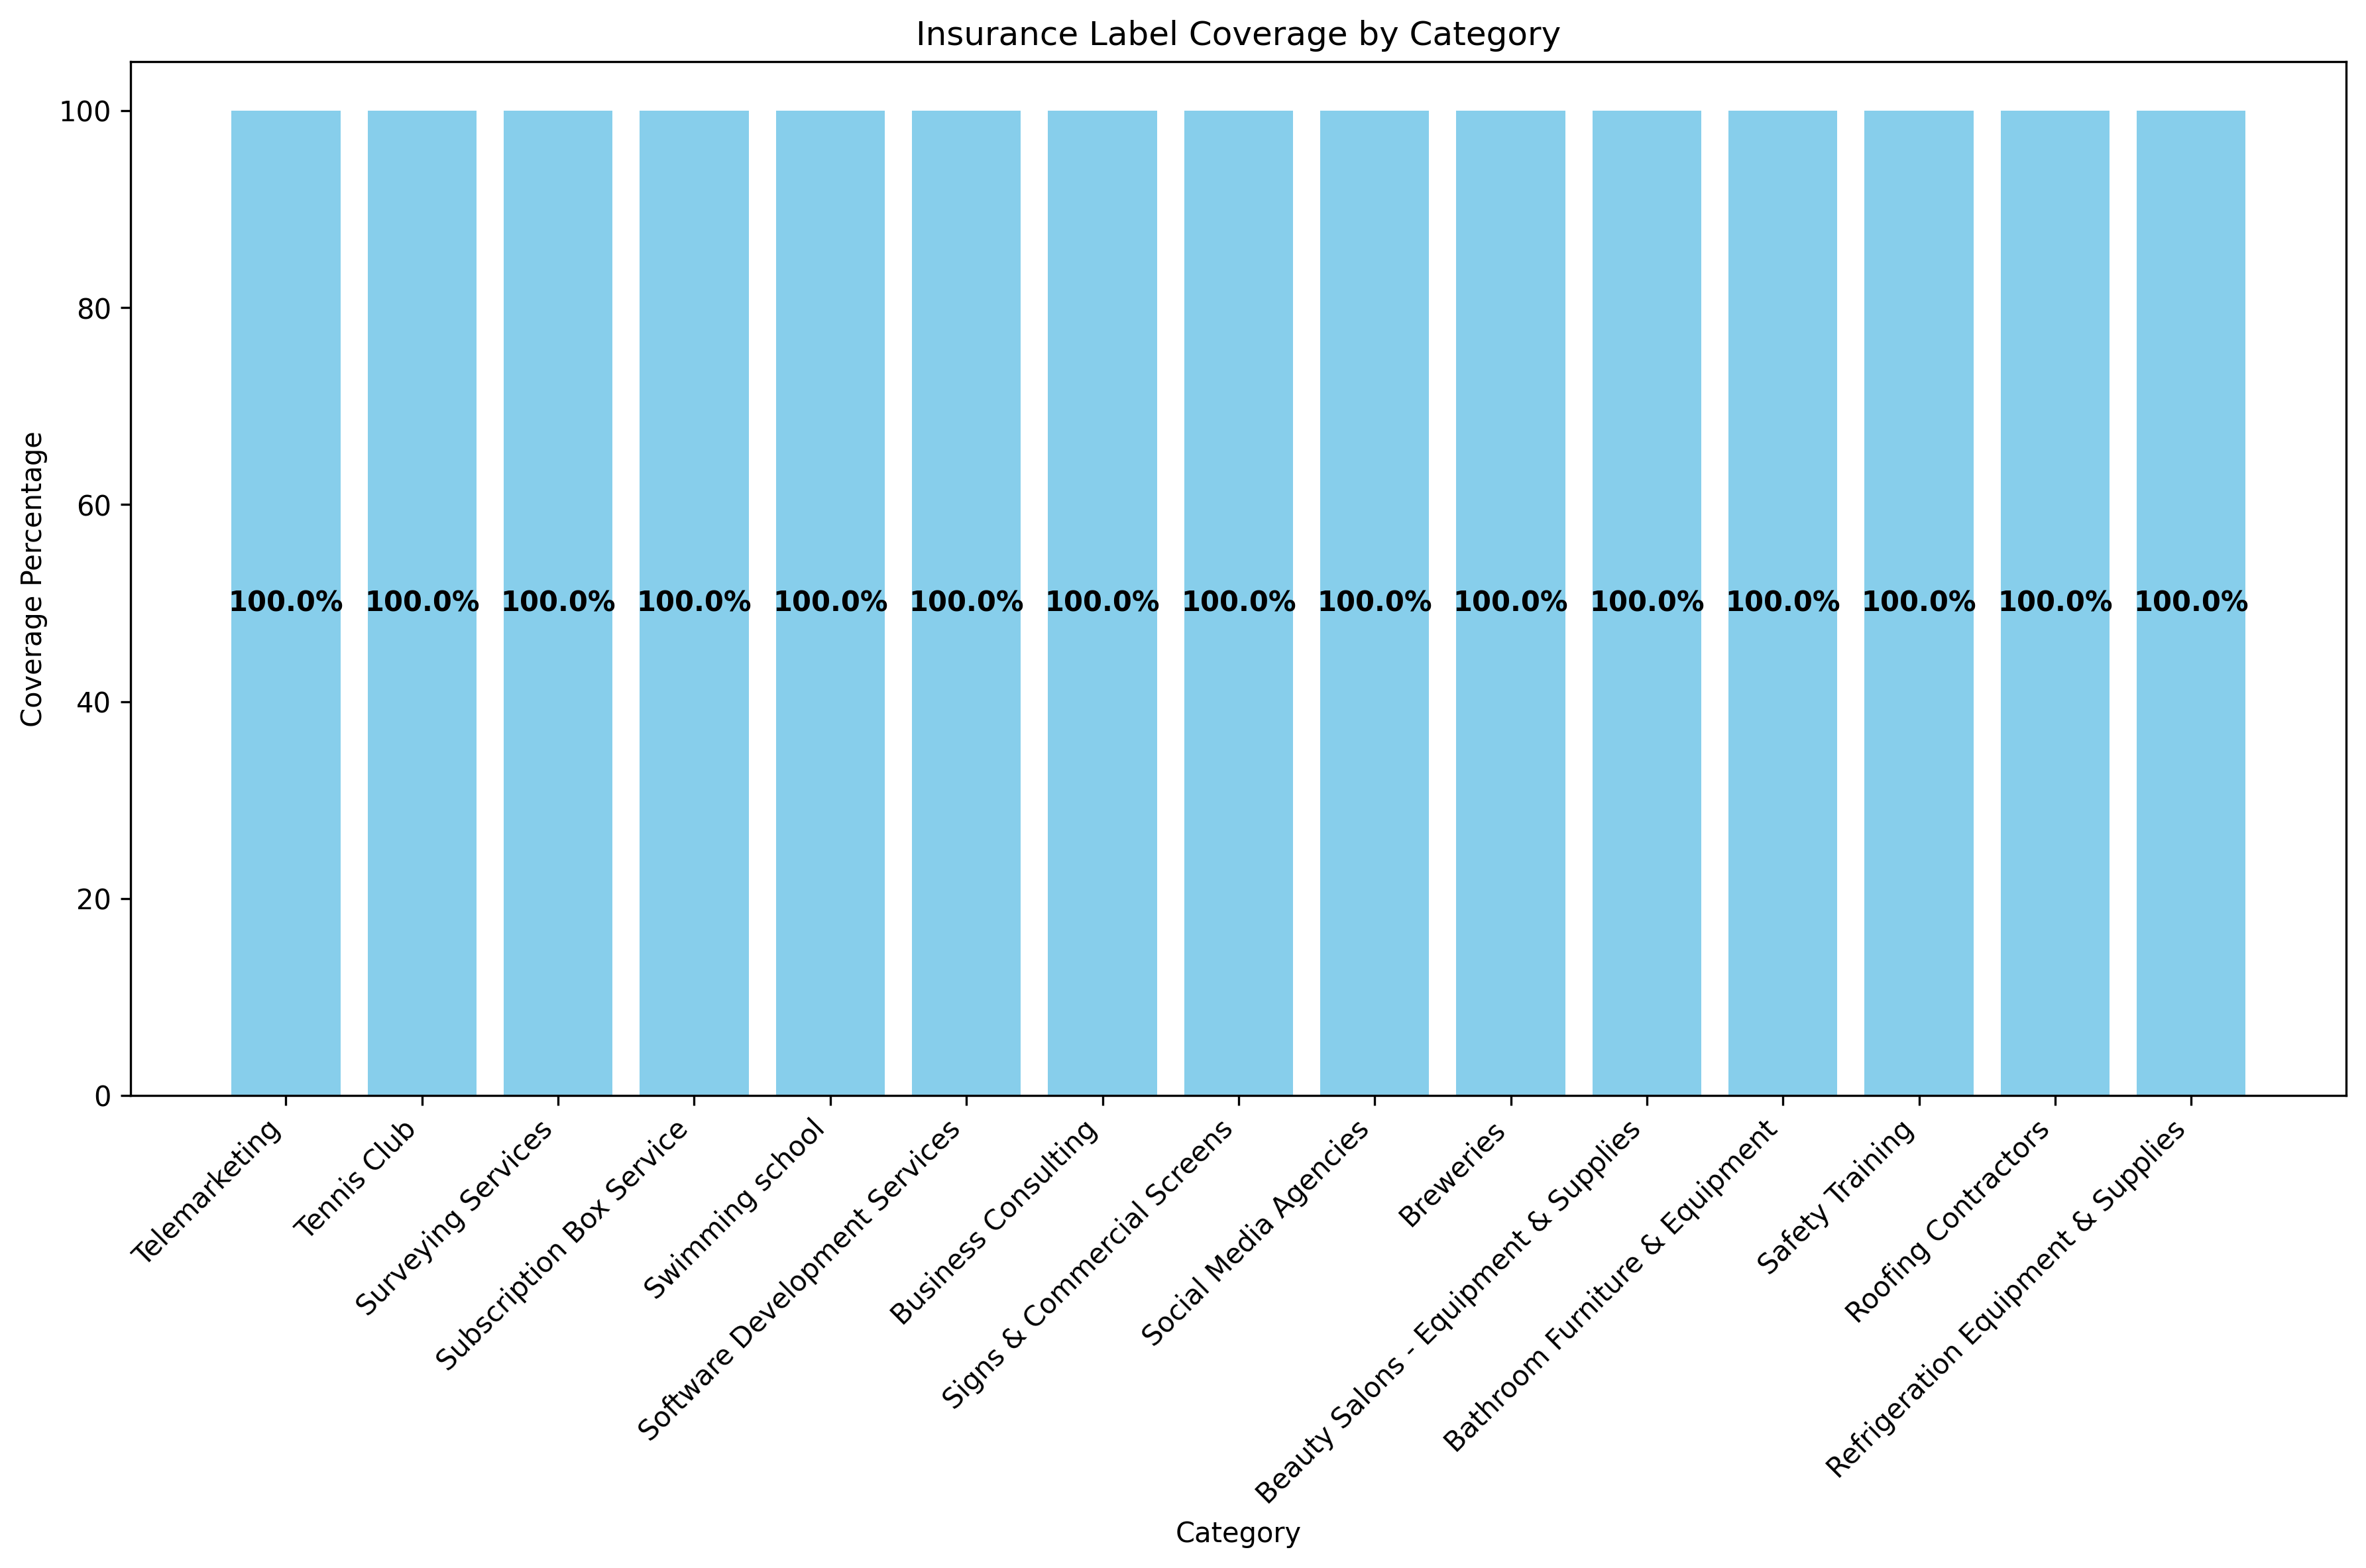 Insurance Label Coverage by Category
Coverage Percentage
100
80
60
40
20
0
100.0% 100.0% 100.0% 100.0% 100.0% 100.0% 100.0% 100.0% 100.0% 100.0% 100.0% 100.0% 100.0% 100.0% 100.0%
Telemarketing
Tennis Club
Surveying Services
Subscription Box Service
Swimming school
Software Development Services
Business Consulting
Signs & Commercial Screens
Social Media Agencies
Breweries
Beauty Salons - Equipment & Supplies
Bathroom Furniture & Equipment
Safety Training
Roofing Contractors
Refrigeration Equipment & Supplies
Category